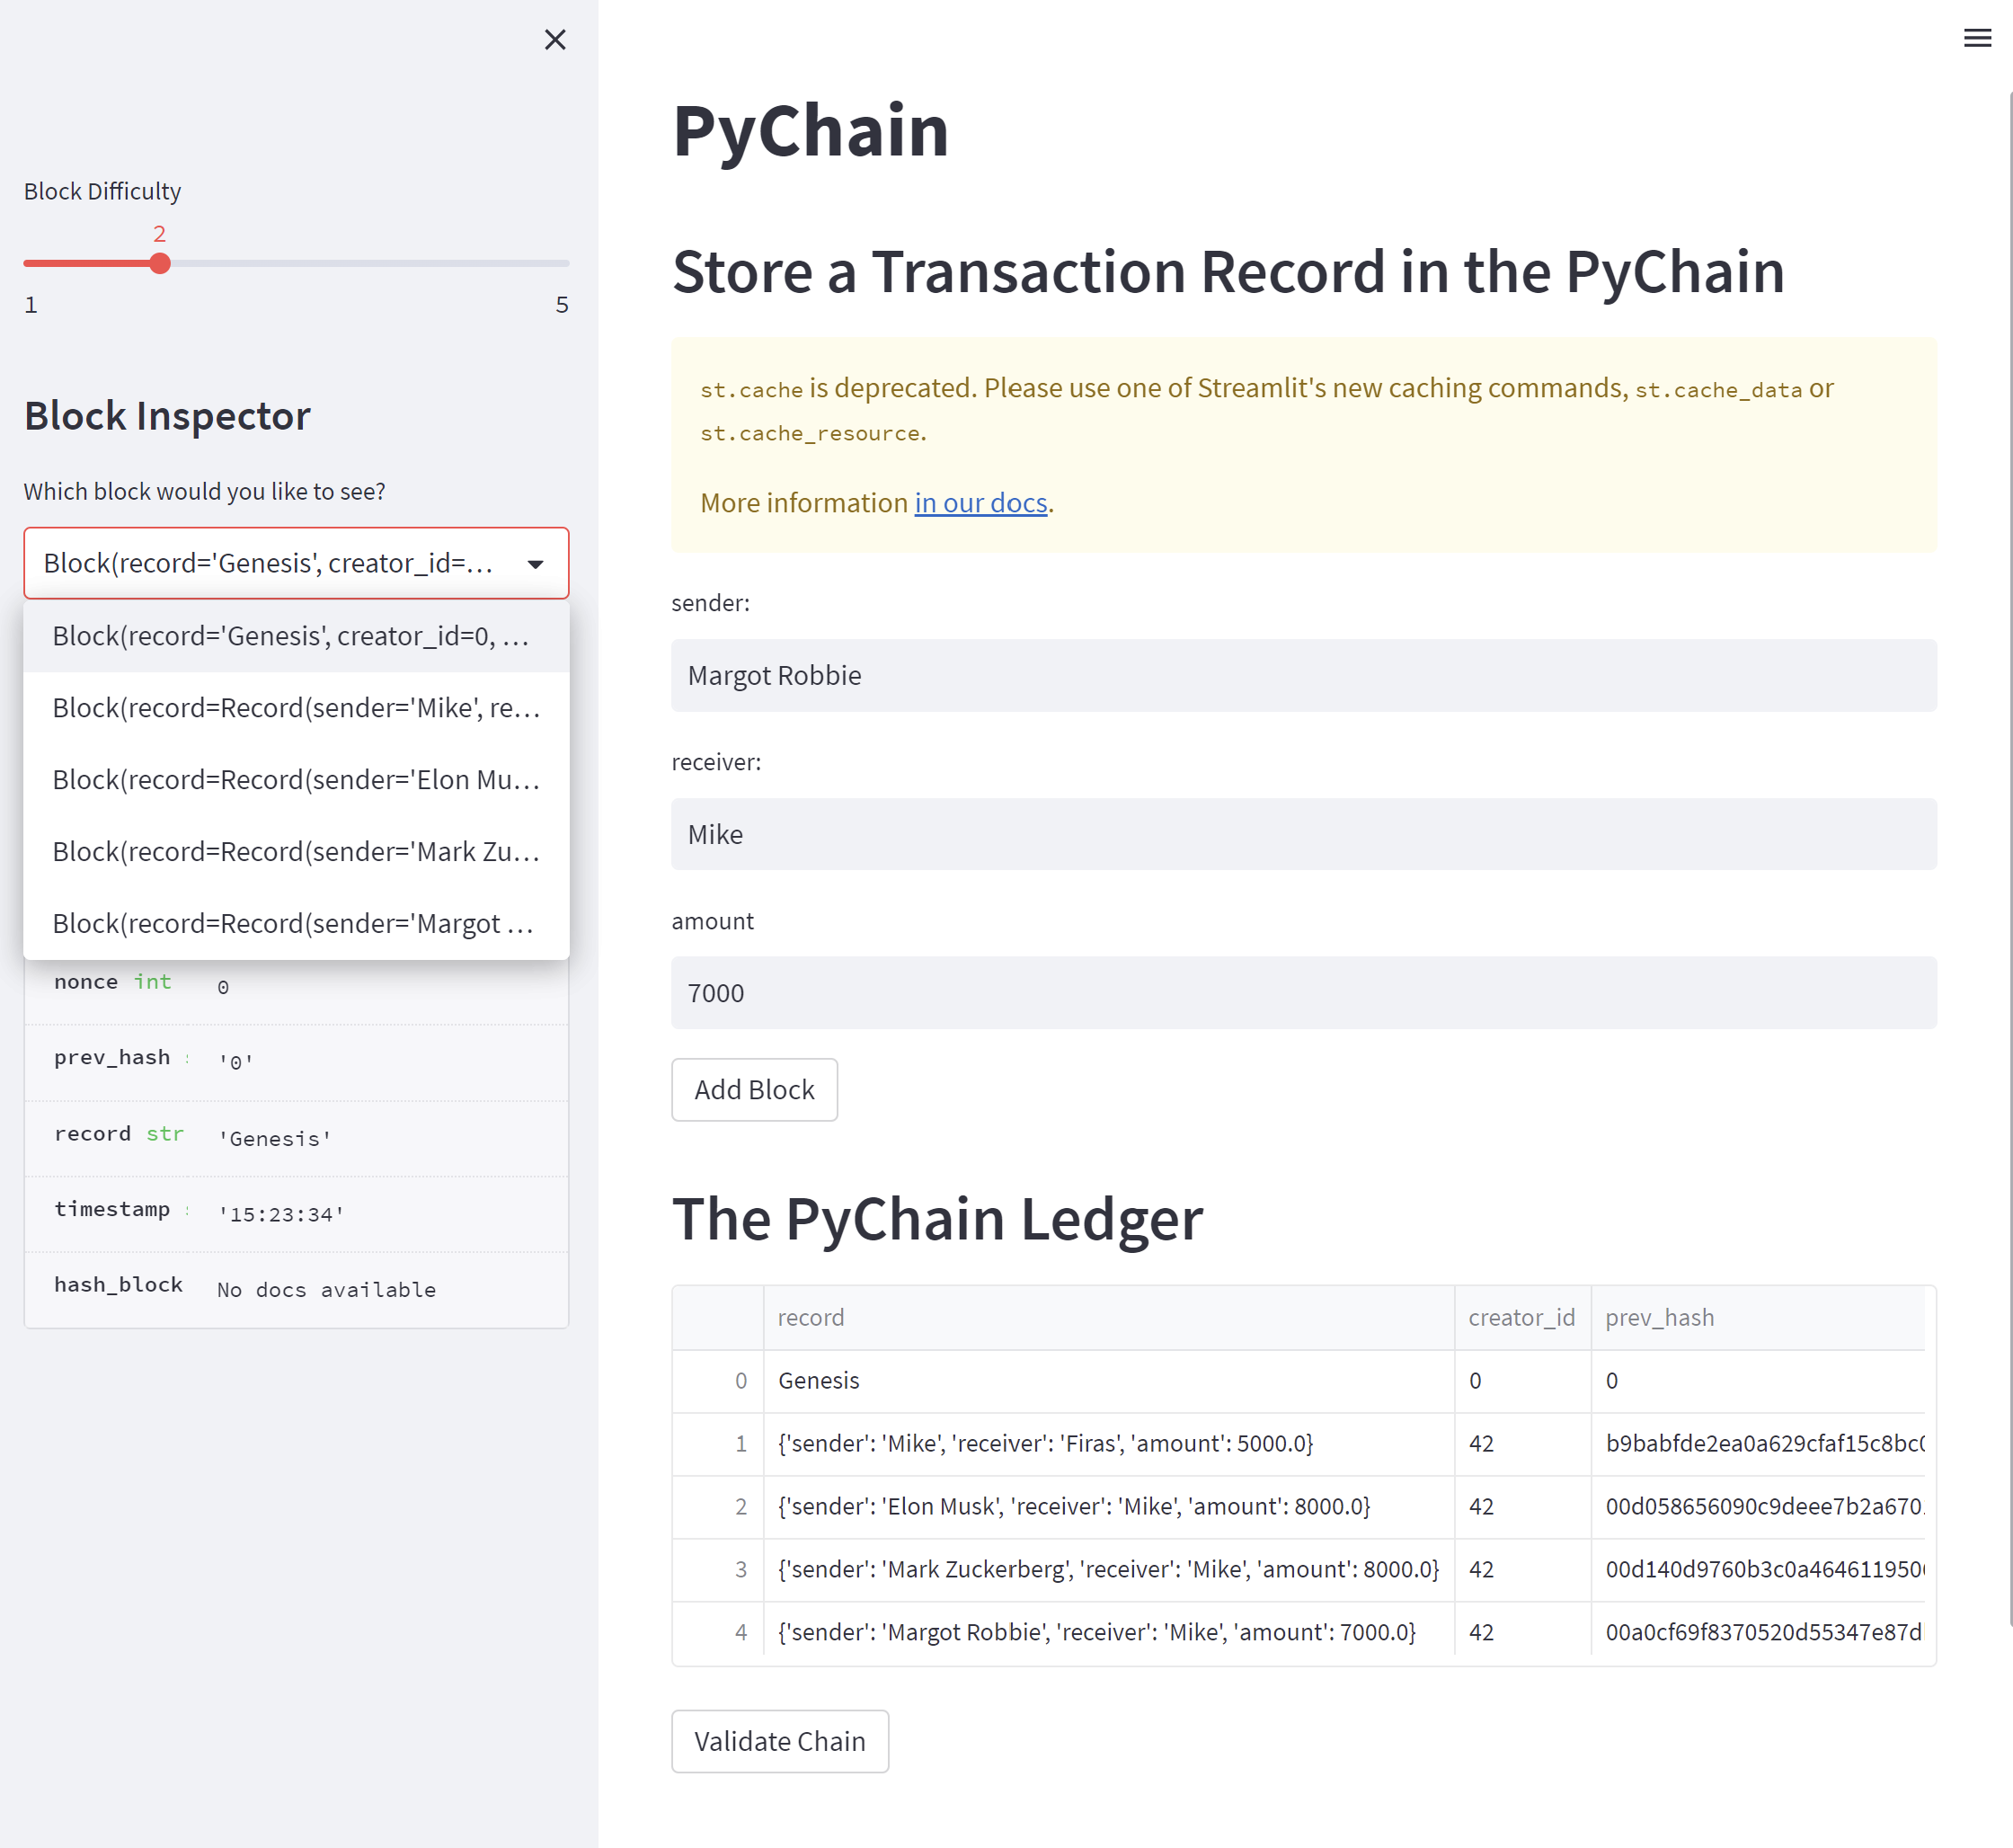 Block Difficulty
2
1 5
Block Inspector
Which block would you like to see?
Block(record='Genesis', creator_id=...
Block(record='Genesis', creator_id=0, ...
Block(record=Record(sender='Mike', re...
Block(record=Record(sender='Elon Mu...
Block(record=Record(sender='Mark Zu...
Block(record=Record(sender='Margot ...
nonce int 0
prev_hash '0'
record str 'Genesis'
timestamp '15:23:34'
hash_block No docs available
PyChain
Store a Transaction Record in the PyChain
st.cache is deprecated. Please use one of Streamlit's new caching commands, st.cache_data or
st.cache_resource.
More information in our docs.
sender:
Margot Robbie
receiver:
Mike
amount
7000
Add Block
The PyChain Ledger
record creator_id prev_hash
0 Genesis 0 0
1 {'sender': 'Mike', 'receiver': 'Firas', 'amount': 5000.0} 42 b9babfde2ea0a629cfaf15c8bc0
2 {'sender': 'Elon Musk', 'receiver': 'Mike', 'amount': 8000.0} 42 00d058656090c9deee7b2a670
3 {'sender': 'Mark Zuckerberg', 'receiver': 'Mike', 'amount': 8000.0} 42 00d140d9760b3c0a4646119506
4 {'sender': 'Margot Robbie', 'receiver': 'Mike', 'amount': 7000.0} 42 00a0cf69f8370520d55347e87d
Validate Chain